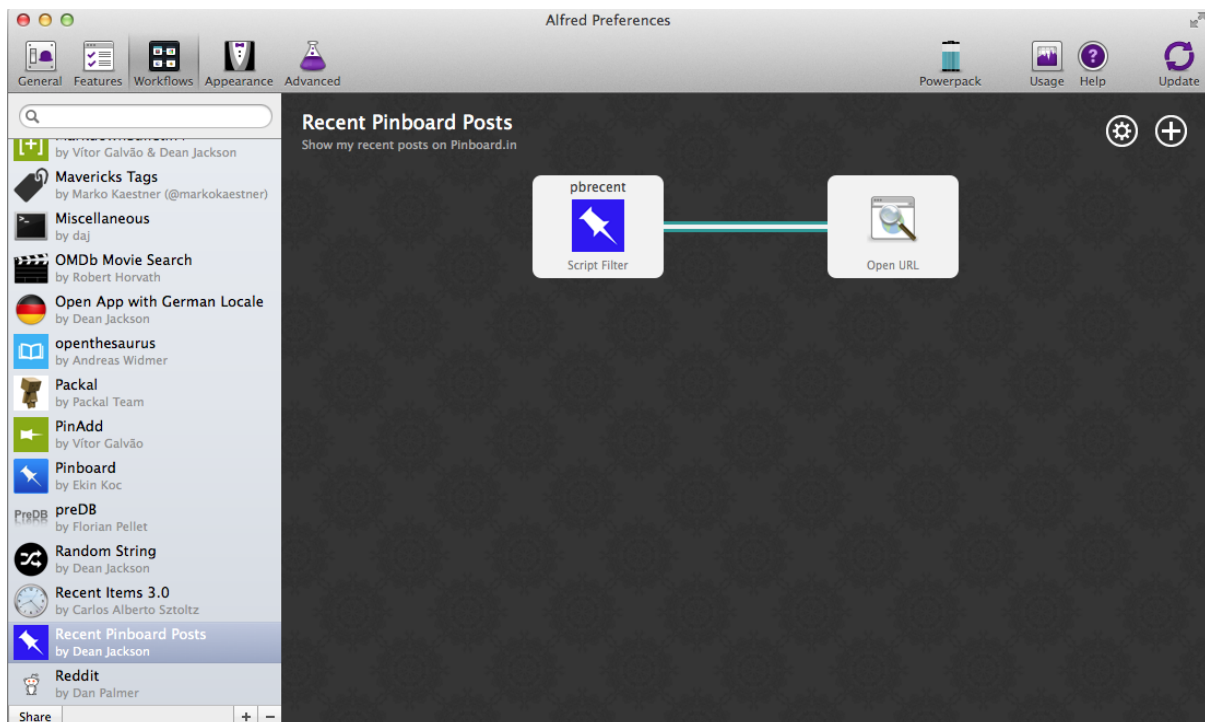 Alfred Preferences
General Features Workflows Appearance Advanced Powerpack Usage Help Update
by Vítor Galvão & Dean Jackson
Mavericks Tags
by Marko Kaestner (@markokaestner)
Miscellaneous
by daj
OMDb Movie Search
by Robert Horvath
Open App with German Locale
by Dean Jackson
openthesaurus
by Andreas Widmer
Packal
by Packal Team
PinAdd
by Vítor Galvão
Pinboard
by Ekin Koc
PreDB
preDB
by Florian Pellet
Random String
by Dean Jackson
Recent Items 3.0
by Carlos Alberto Sztoltz
Recent Pinboard Posts
by Dean Jackson
Reddit
by Dan Palmer
Share + -
Recent Pinboard Posts
Show my recent posts on Pinboard.in
pbrecent
Script Filter
Open URL